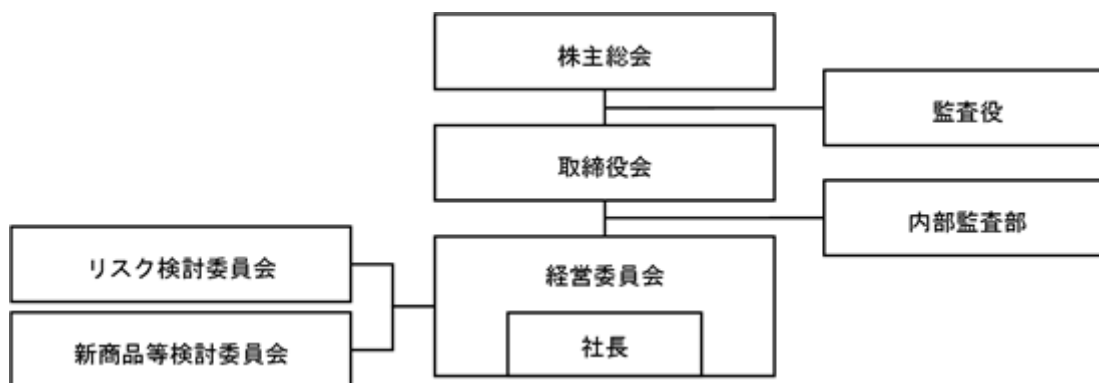 株主総会
監査役
取締役会
内部監査部
リスク検討委員会
経営委員会
新商品等検討委員会
社長